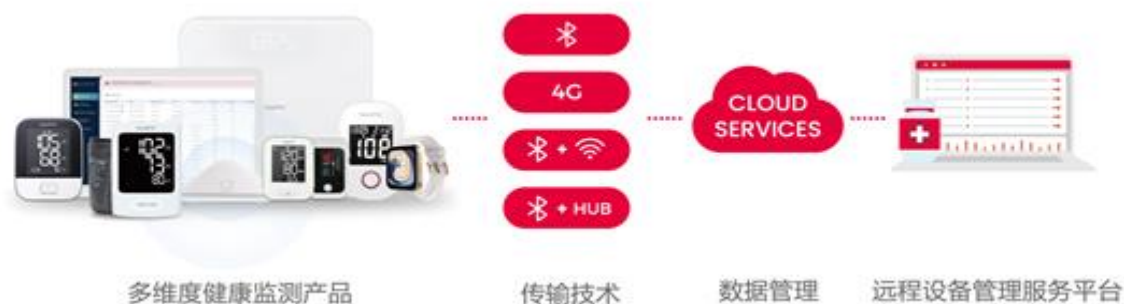 4G
+
+ HUB
CLOUD
SERVICES
108
多维度健康监测产品
传输技术
数据管理
远程设备管理服务平台